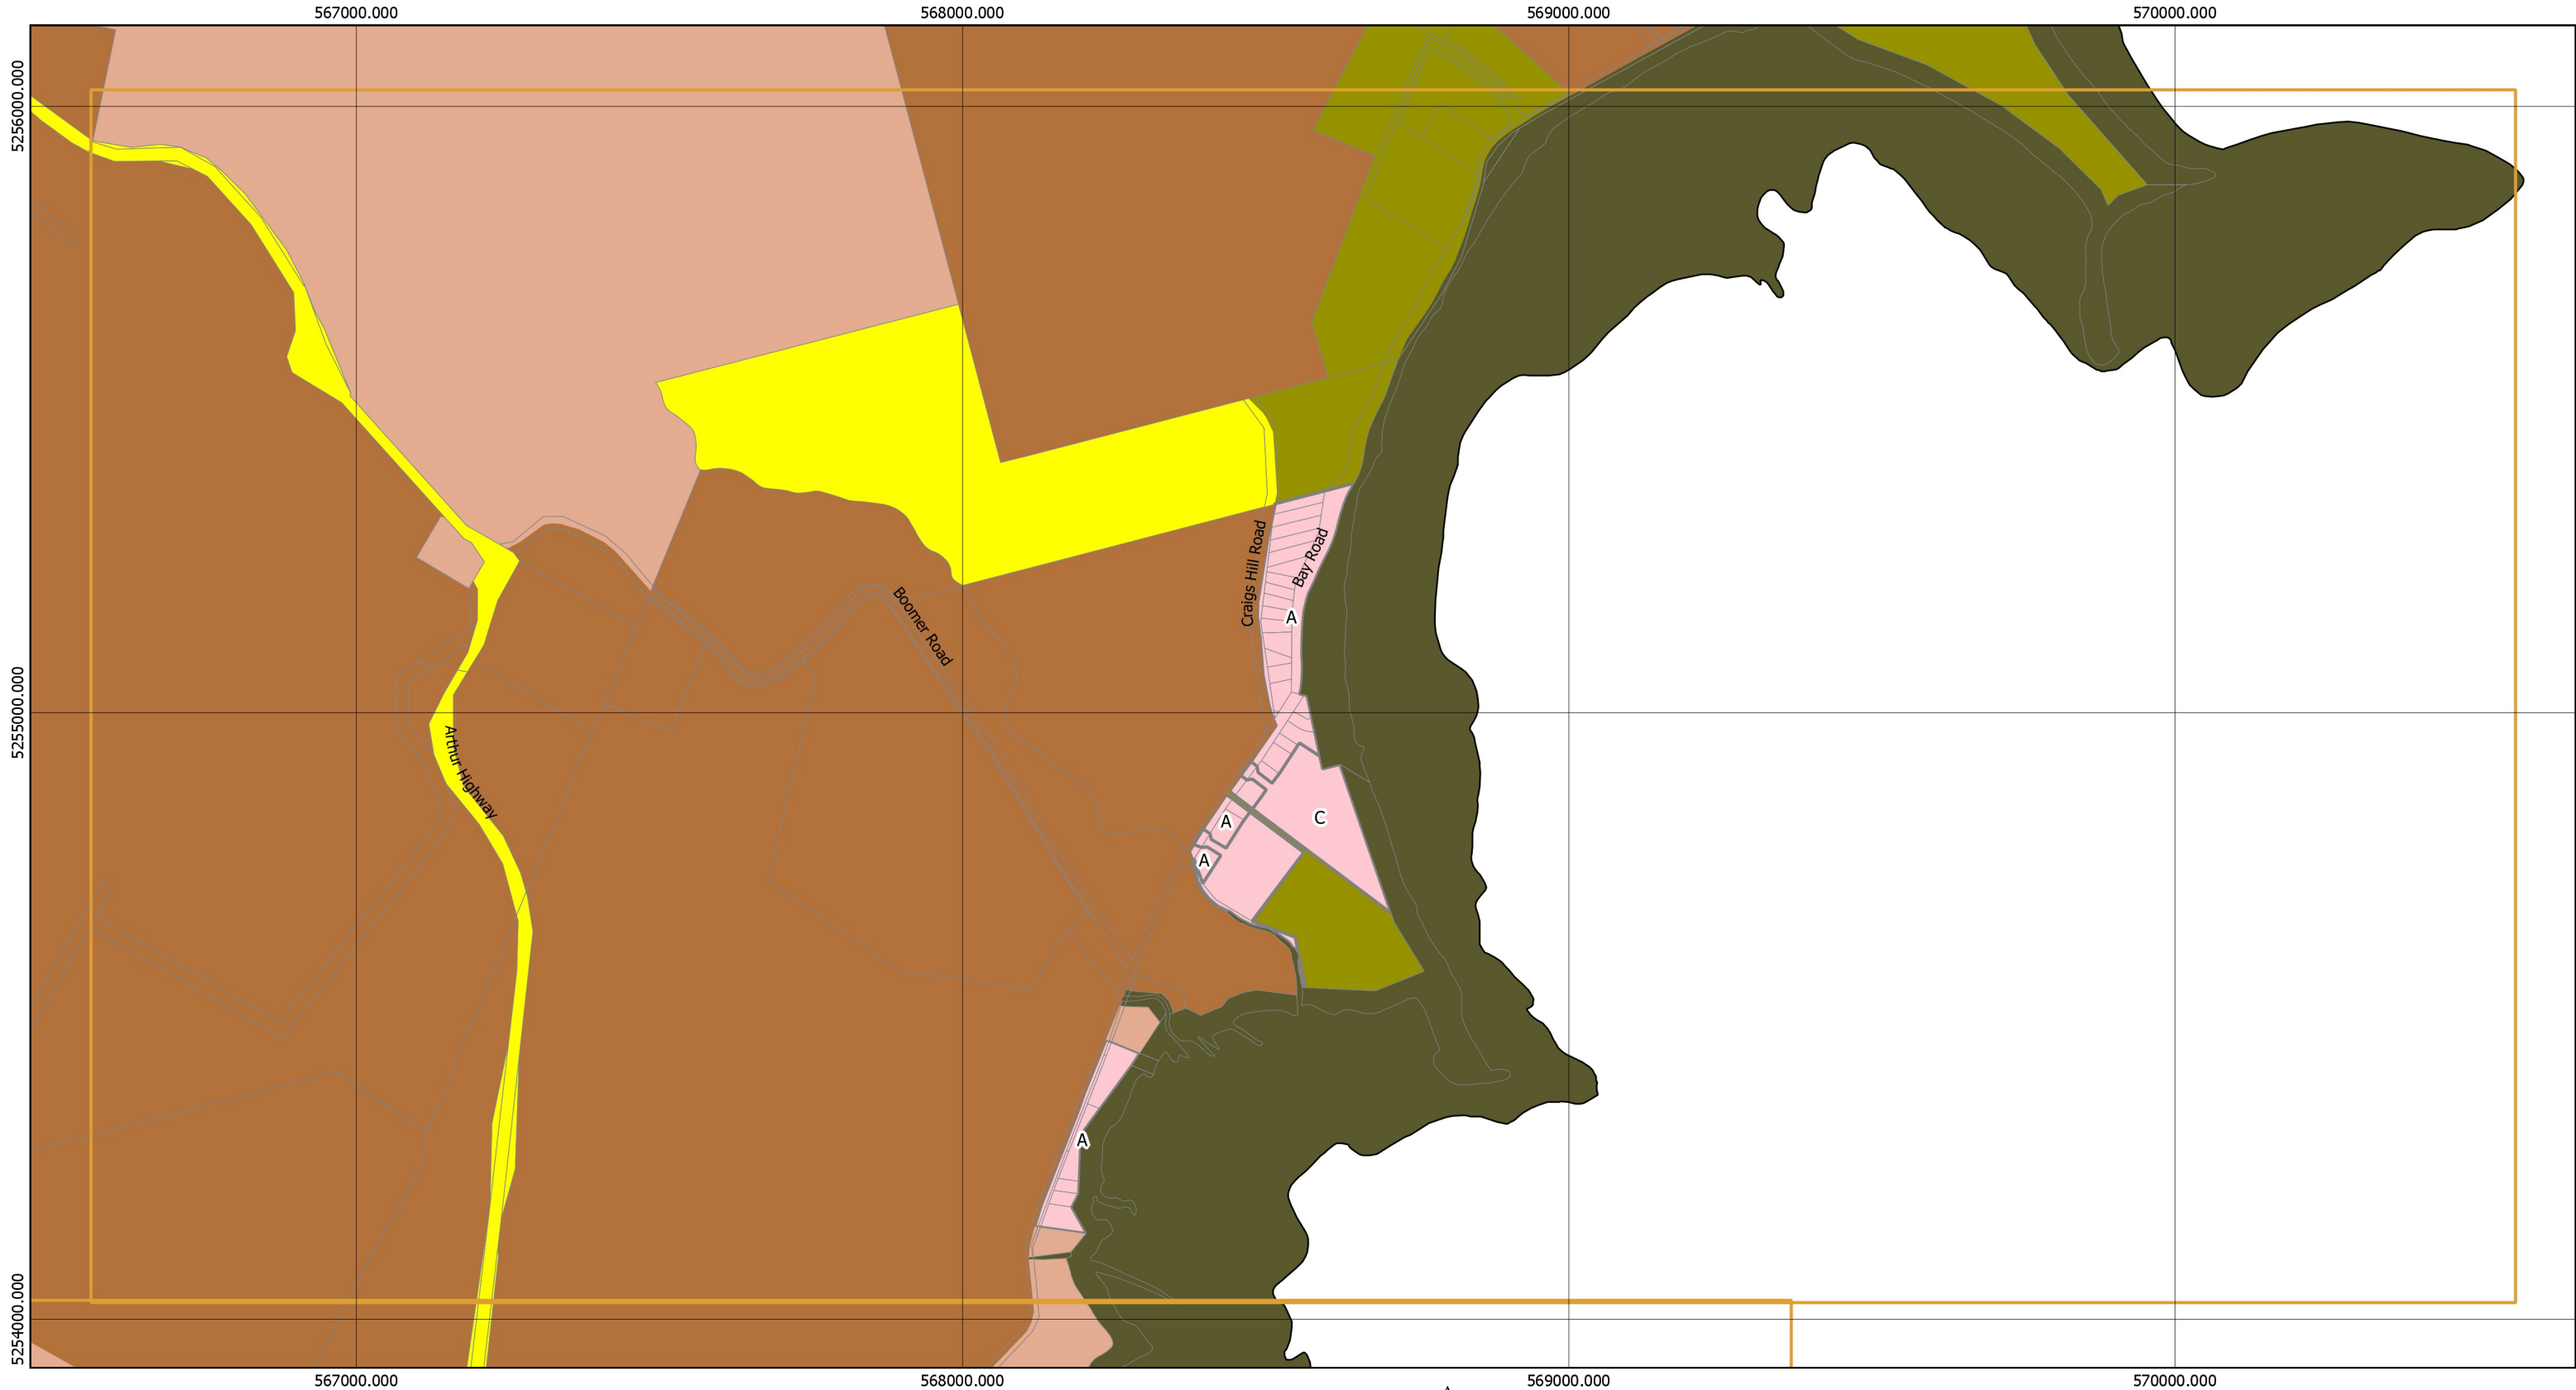 567000.000
568000.000
569000.000
570000.000
5256000.000
5255000.000
5254000.000
Craigs Hill Road
Bay Road
A
Boomer Road
Arthur Highway
C
A
A
A
567000.000
568000.000
569000.000
570000.000